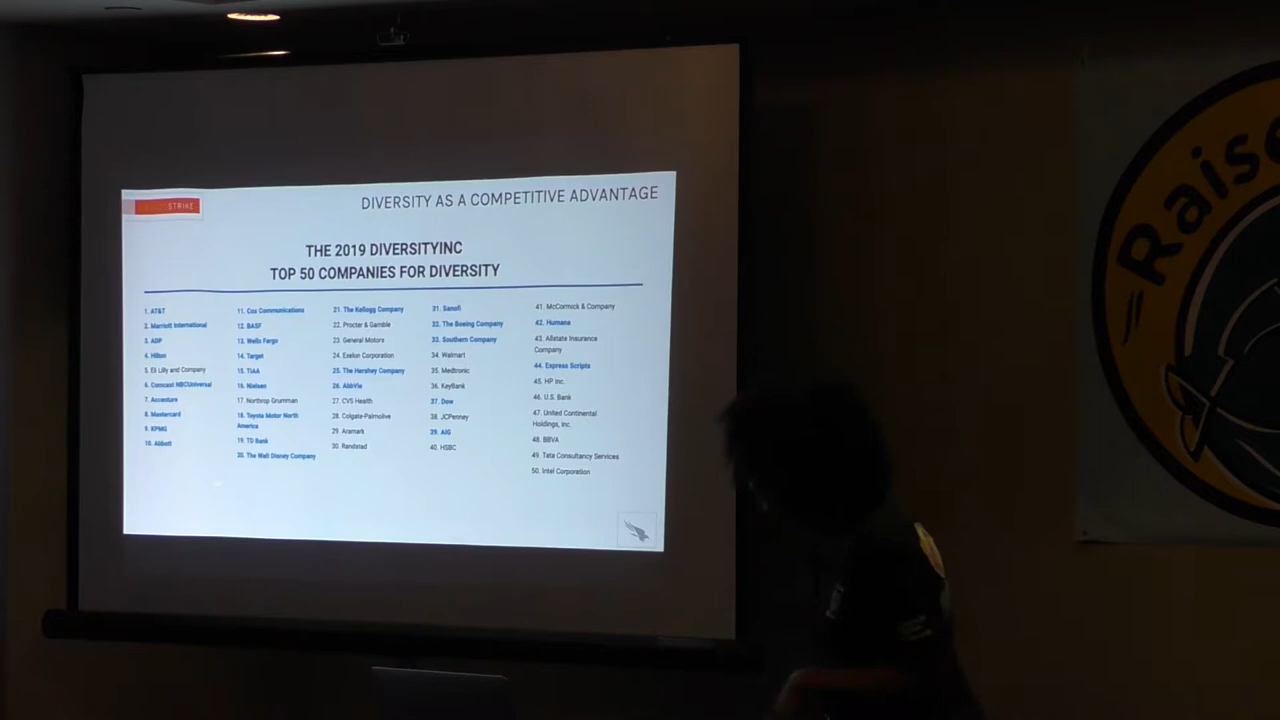 STRIKE
DIVERSITY AS A COMPETITIVE ADVANTAGE
THE 2019 DIVERSITYINC
TOP 50 COMPANIES FOR DIVERSITY
1. AT&T
2. Marriott International
3. ADP
4. Hilton
5. Eli Lilly and Company
6. Comcast NBCUniversal
7. Accenture
8. Mastercard
9. KPMG
10. Abbott
11. Cox Communications
12. BASF
13. Wells Fargo
14. Target
15. TIAA
16. Nielsen
17. Northrop Grumman
18. Toyota Motor North
America
19. TD Bank
20. The Walt Disney Company
21. The Kellogg Company
22. Procter & Gamble
23. General Motors
24. Exelon Corporation
25. The Hershey Company
26. AbbVie
27. CVS Health
28. Colgate-Palmolive
29. Aramark
30. Randstad
31. Sanofi
32. The Boeing Company
33. Southern Company
34. Walmart
35. Medtronic
36. KeyBank
37. Dow
38. JCPenney
39. AIG
40. HSBC
41. McCormick & Company
42. Humana
43. Allstate Insurance
Company
44. Express Scripts
45. HP Inc.
46. U.S. Bank
47. United Continental
Holdings, Inc.
48. BBVA
49. Tata Consultancy Services
50. Intel Corporation
Raise